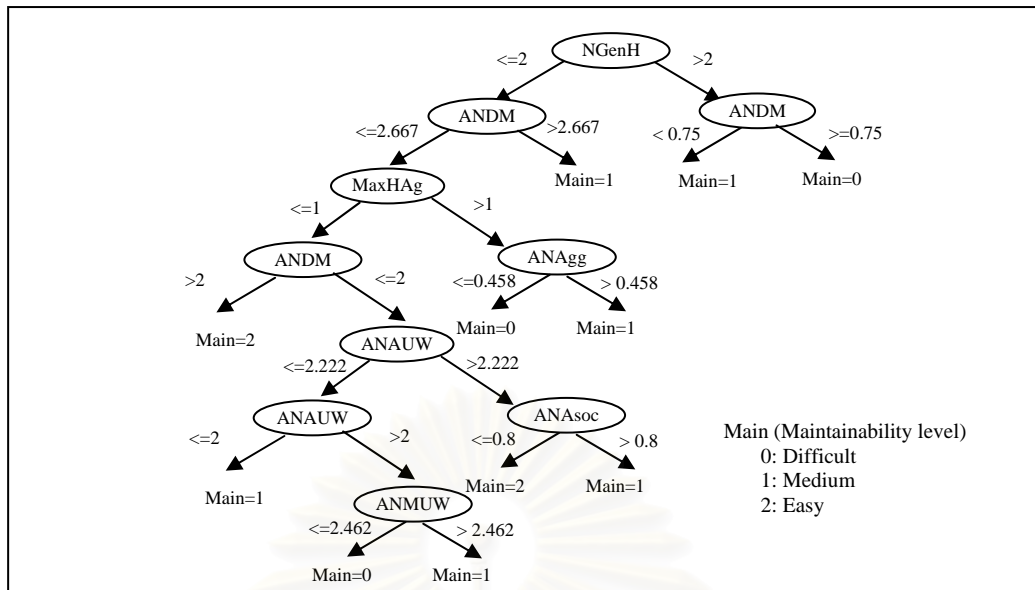 NGenH
<=2
>2
ANDM
ANDM
<=2.667
>2.667
< 0.75
>=0.75
MaxHAg
Main=1
Main=1
Main=0
<=1
>1
ANDM
ANAgg
>2
<=2
<=0.458
> 0.458
Main=2
Main=0
Main=1
ANAUW
<=2.222
>2.222
ANAUW
ANAsoc
<=2
>2
<=0.8
> 0.8
Main=1
Main=2
Main=1
ANMUW
<=2.462
> 2.462
Main=0
Main=1
Main (Maintainability level)
0: Difficult
1: Medium
2: Easy